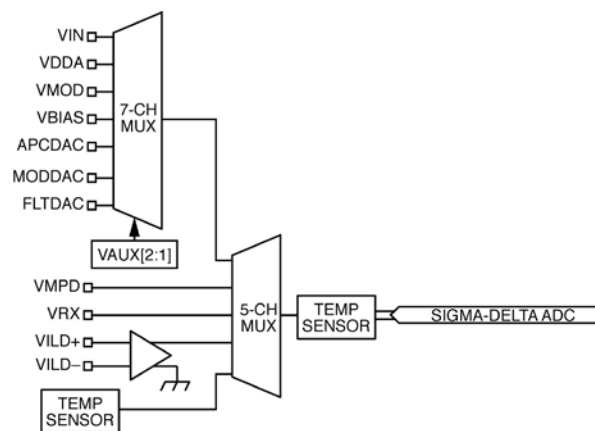 VIN
VDDA
VMOD
VBIAS
APCDAC
MODDAC
FLTDAC
7-CH
MUX
VAUX[2:1]
VMPD
VRX
VILD+
VILD–
TEMP
SENSOR
5-CH
MUX
TEMP
SENSOR
SIGMA-DELTA ADC